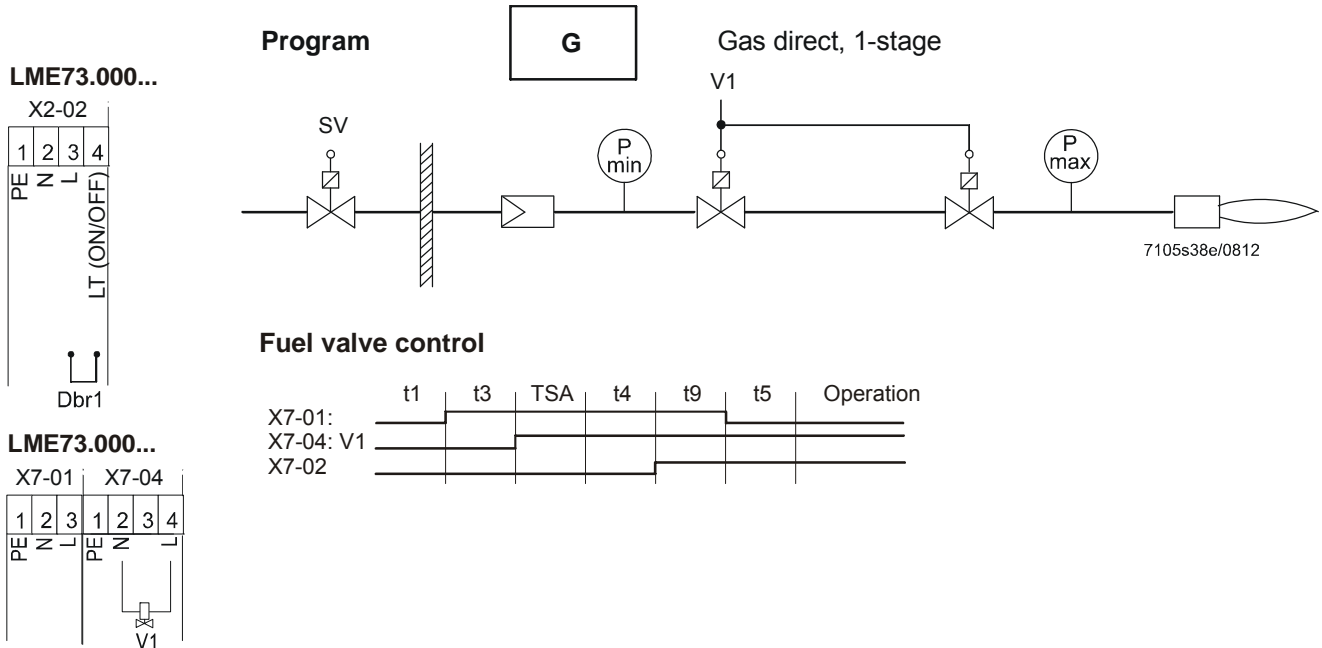 Program
G
Gas direct, 1-stage
LME73.000...
X2-02
1 2 3 4
PE N L LT (ON/OFF)
Dbr1
SV
P min
V1
P max
7105s38e/0812
Fuel valve control
t1 t3 TSA t4 t9 t5 Operation
X7-01:
X7-04: V1
X7-02
LME73.000...
X7-01 X7-04
1 2 3 1 2 3 4
PE N L PE N L
V1